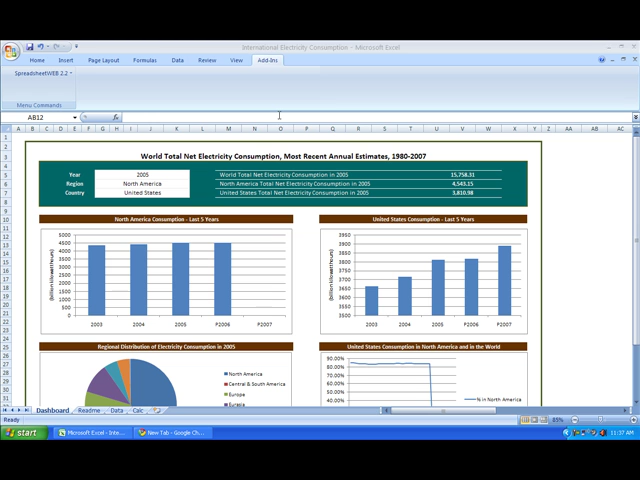 International Electricity Consumption - Microsoft Excel
Home Insert Page Layout Formulas Data Review View Add-Ins
SpreadsheetWEB 2.2
Menu Commands
AB12
fx
A B C D E F G H I J K L M N O P Q R S T U V W X Y Z AA AB AC
World Total Net Electricity Consumption, Most Recent Annual Estimates, 1980-2007
Year 2005 World Total Net Electricity Consumption in 2005 15,758.31
Region North America North America Total Net Electricity Consumption in 2005 4,543.15
Country United States United States Total Net Electricity Consumption in 2005 3,810.98
North America Consumption - Last 5 Years
5000
4500
4000
3500
3000
2500
2000
1500
1000
500
0
(billion kilowatthours)
2003 2004 2005 P2006 P2007
United States Consumption - Last 5 Years
3950
3900
3850
3800
3750
3700
3650
3600
3550
3500
(billion kilowatthours)
2003 2004 2005 P2006 P2007
Regional Distribution of Electricity Consumption in 2005
North America
Central & South America
Europe
Eurasia
United States Consumption in North America and in the World
90.00%
80.00%
70.00%
60.00%
50.00%
40.00%
% in North America
Dashboard Readme Data Calc
Ready
85%
start
Microsoft Excel - Inte...
New Tab - Google Ch...
11:37 AM